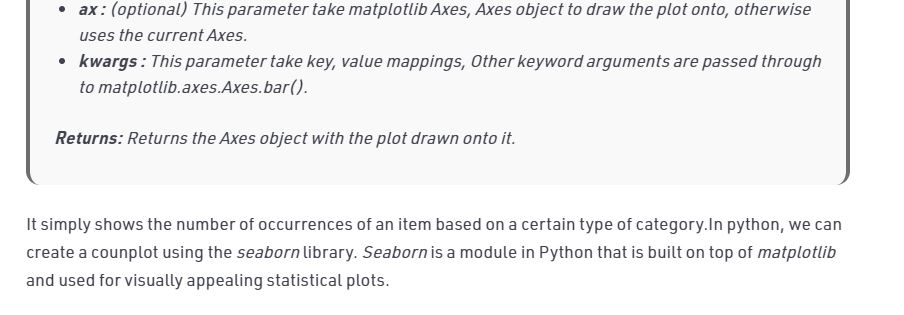 • ax : (optional) This parameter take matplotlib Axes, Axes object to draw the plot onto, otherwise
uses the current Axes.
• kwargs : This parameter take key, value mappings, Other keyword arguments are passed through
to matplotlib.axes.Axes.bar().
Returns: Returns the Axes object with the plot drawn onto it.
It simply shows the number of occurrences of an item based on a certain type of category.In python, we can
create a counplot using the seaborn library. Seaborn is a module in Python that is built on top of matplotlib
and used for visually appealing statistical plots.